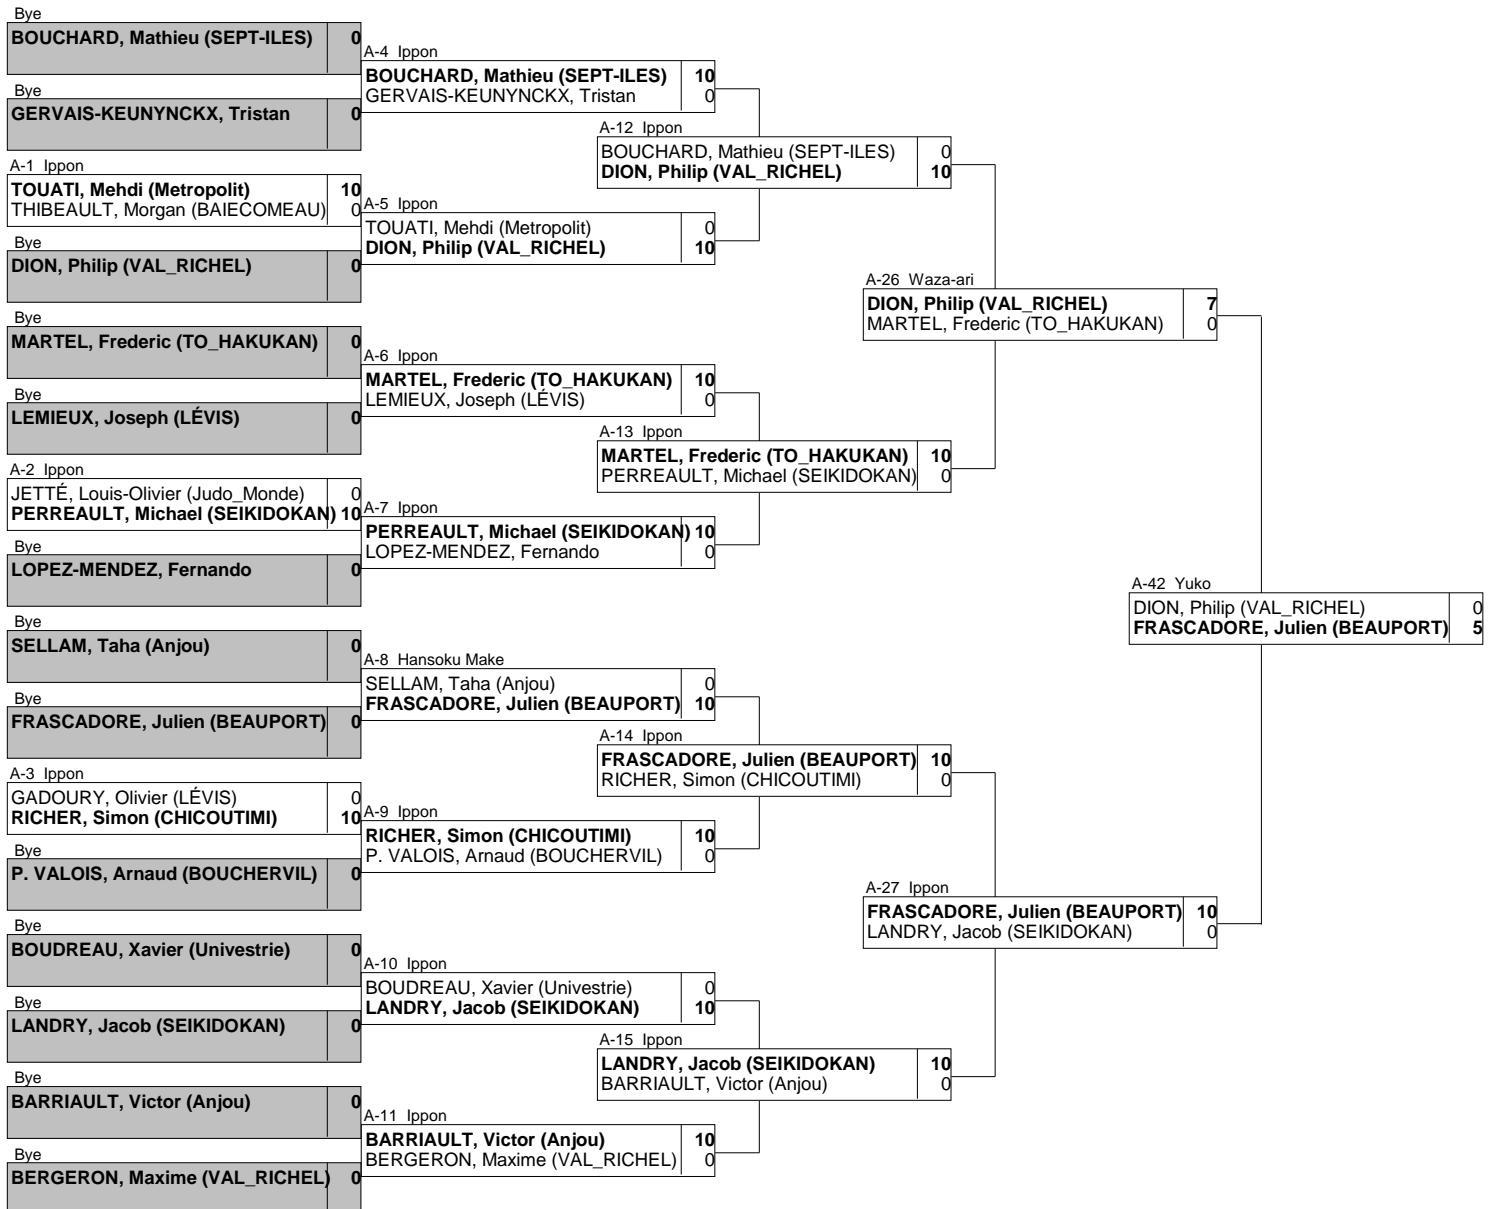 Bye
BOUCHARD, Mathieu (SEPT-ILES) 0
Bye
GERVAIS-KEUNYNCKX, Tristan 0
A-1 Ippon
TOUATI, Mehdi (Metropolit) 10
THIBEAULT, Morgan (BAIECOMEAU) 0
Bye
DION, Philip (VAL_RICHEL) 0
Bye
MARTEL, Frederic (TO_HAKUKAN) 0
Bye
LEMIEUX, Joseph (LÉVIS) 0
A-2 Ippon
JETTÉ, Louis-Olivier (Judo_Monde) 0
PERREAULT, Michael (SEIKIDOKAN) 10
Bye
LOPEZ-MENDEZ, Fernando 0
Bye
SELLAM, Taha (Anjou) 0
Bye
FRASCADORE, Julien (BEAUPORT) 0
A-3 Ippon
GADOURY, Olivier (LÉVIS) 0
RICHER, Simon (CHICOUTIMI) 10
Bye
P. VALOIS, Arnaud (BOUCHERVIL) 0
Bye
BOUDREAU, Xavier (Univestrie) 0
Bye
LANDRY, Jacob (SEIKIDOKAN) 0
Bye
BARRIAULT, Victor (Anjou) 0
Bye
BERGERON, Maxime (VAL_RICHEL) 0
A-4 Ippon
BOUCHARD, Mathieu (SEPT-ILES) 10
GERVAIS-KEUNYNCKX, Tristan 0
A-5 Ippon
TOUATI, Mehdi (Metropolit) 0
DION, Philip (VAL_RICHEL) 10
A-6 Ippon
MARTEL, Frederic (TO_HAKUKAN) 10
LEMIEUX, Joseph (LÉVIS) 0
A-7 Ippon
PERREAULT, Michael (SEIKIDOKAN) 10
LOPEZ-MENDEZ, Fernando 0
A-8 Hansoku Make
SELLAM, Taha (Anjou) 0
FRASCADORE, Julien (BEAUPORT) 10
A-9 Ippon
RICHER, Simon (CHICOUTIMI) 10
P. VALOIS, Arnaud (BOUCHERVIL) 0
A-10 Ippon
BOUDREAU, Xavier (Univestrie) 0
LANDRY, Jacob (SEIKIDOKAN) 10
A-11 Ippon
BARRIAULT, Victor (Anjou) 10
BERGERON, Maxime (VAL_RICHEL) 0
A-12 Ippon
BOUCHARD, Mathieu (SEPT-ILES) 0
DION, Philip (VAL_RICHEL) 10
A-13 Ippon
MARTEL, Frederic (TO_HAKUKAN) 10
PERREAULT, Michael (SEIKIDOKAN) 0
A-14 Ippon
FRASCADORE, Julien (BEAUPORT) 10
RICHER, Simon (CHICOUTIMI) 0
A-15 Ippon
LANDRY, Jacob (SEIKIDOKAN) 10
BARRIAULT, Victor (Anjou) 0
A-26 Waza-ari
DION, Philip (VAL_RICHEL) 7
MARTEL, Frederic (TO_HAKUKAN) 0
A-27 Ippon
FRASCADORE, Julien (BEAUPORT) 10
LANDRY, Jacob (SEIKIDOKAN) 0
A-42 Yuko
DION, Philip (VAL_RICHEL) 0
FRASCADORE, Julien (BEAUPORT) 5